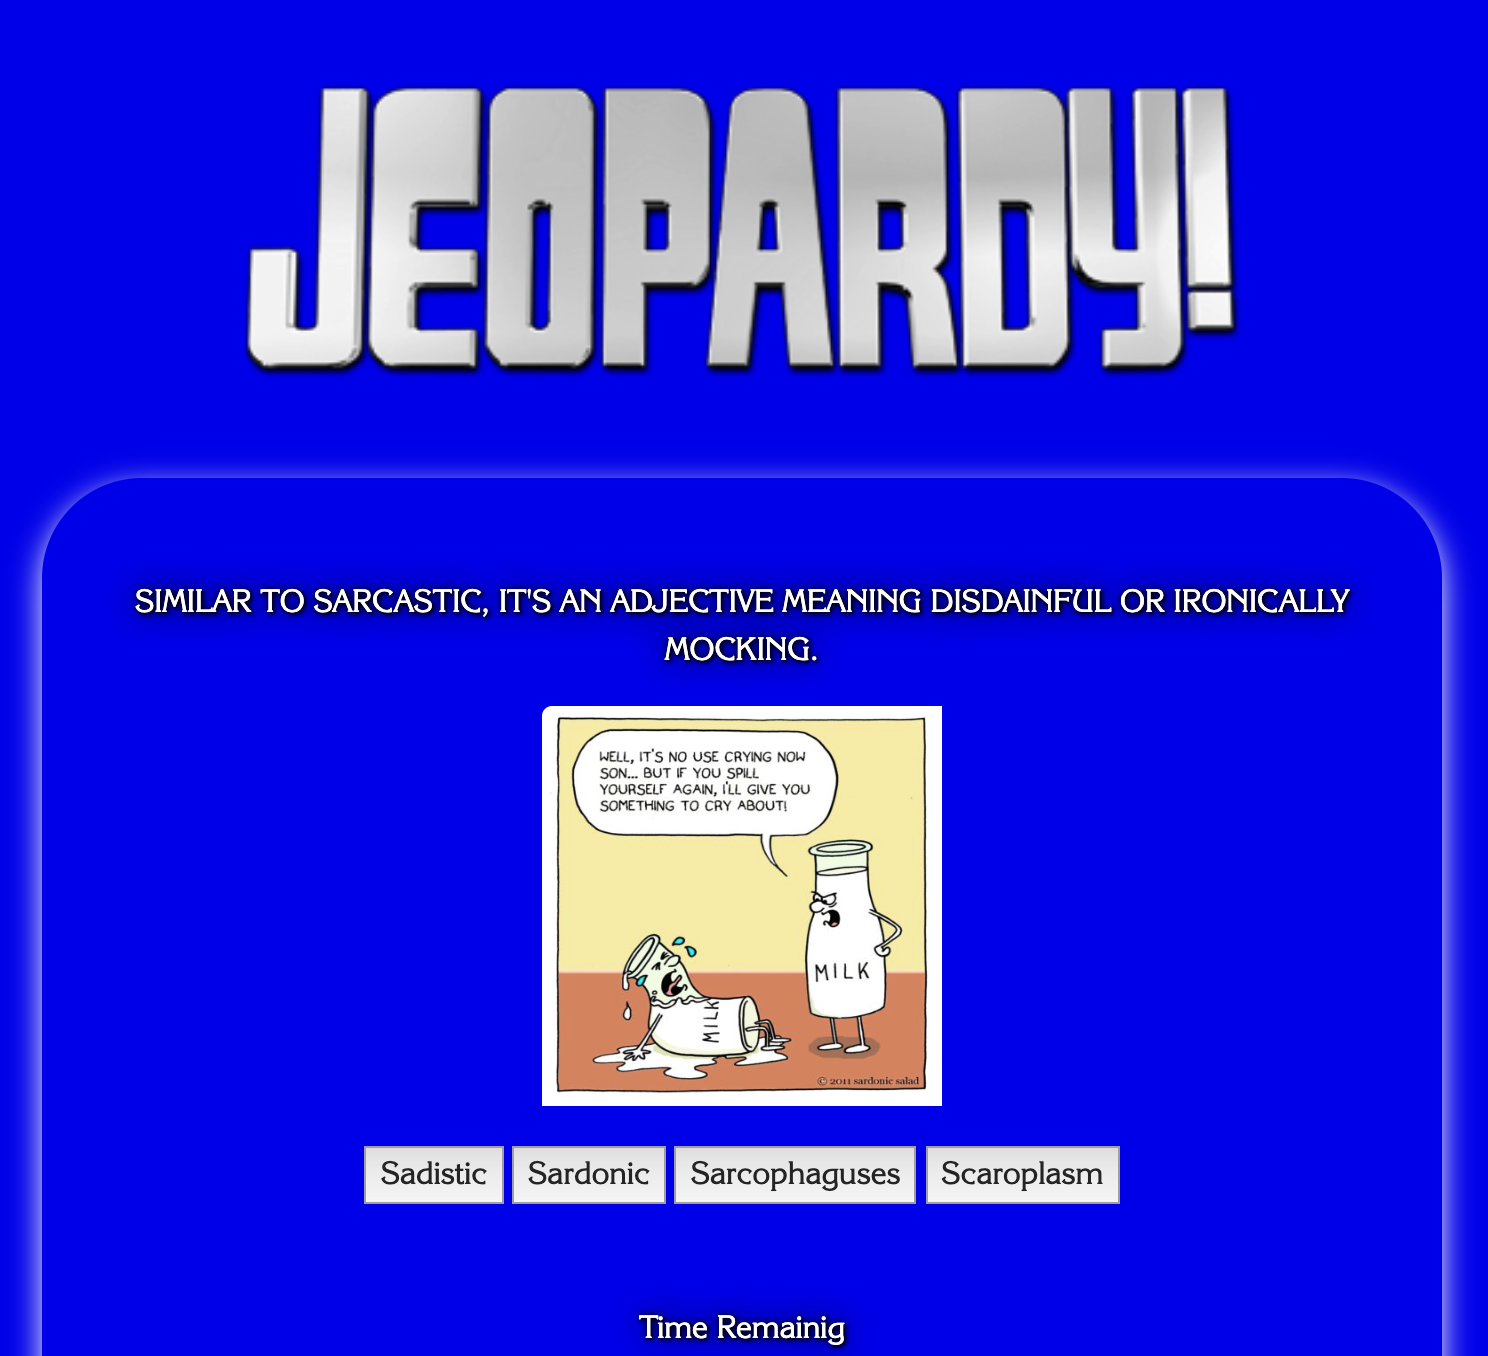 JEOPARDY!
SIMILAR TO SARCASTIC, IT'S AN ADJECTIVE MEANING DISDAINFUL OR IRONICALLY
MOCKING.
WELL, IT'S NO USE CRYING NOW
SON... BUT IF YOU SPILL
YOURSELF AGAIN, I'LL GIVE YOU
SOMETHING TO CRY ABOUT!
MILK
MILK
© 2011 sardonic salad
Sadistic Sardonic Sarcophaguses Scaroplasm
Time Remainig